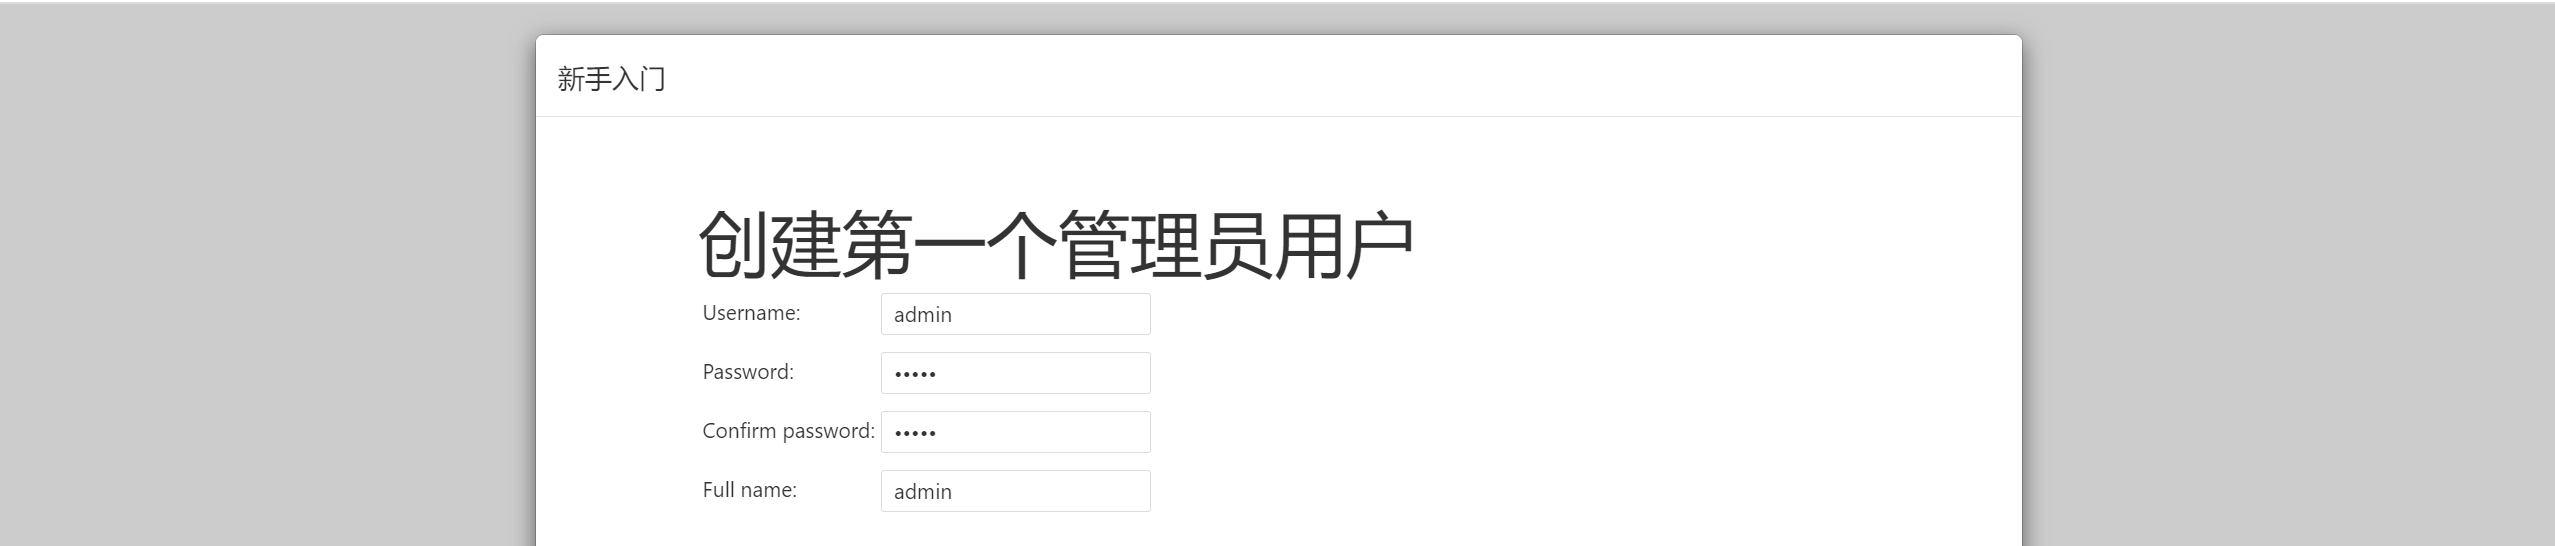 新手入门
创建第一个管理员用户
Username: admin
Password: •••••
Confirm password: •••••
Full name: admin